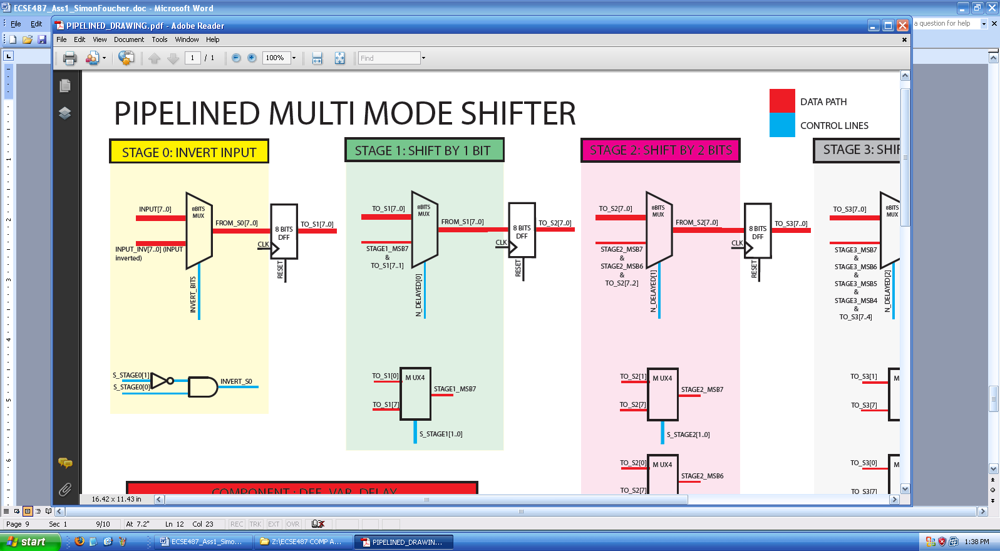 ECSE487_Ass1_SimonFoucher.doc - Microsoft Word
File Edit
a question for help
PIPELINED_DRAWING.pdf - Adobe Reader
File Edit View Document Tools Window Help
1 / 1
100%
Find
PIPELINED MULTI MODE SHIFTER
DATA PATH
CONTROL LINES
STAGE 0: INVERT INPUT
INPUT[7..0]
8BITS
MUX
FROM_S0[7..0]
8 BITS
DFF
TO_S1[7..0]
CLK
RESET
INPUT_INV[7..0] (INPUT
inverted)
INVERT_BITS
S_STAGE0[1]
S_STAGE0[0]
INVERT_S0
STAGE 1: SHIFT BY 1 BIT
TO_S1[7..0]
8BITS
MUX
FROM_S1[7..0]
8 BITS
DFF
TO_S2[7..0]
CLK
RESET
STAGE1_MSB7
&
TO_S1[7..1]
N_DELAYED[0]
TO_S1[0]
M UX4
STAGE1_MSB7
TO_S1[7]
S_STAGE1[1..0]
STAGE 2: SHIFT BY 2 BITS
TO_S2[7..0]
8BITS
MUX
FROM_S2[7..0]
8 BITS
DFF
TO_S3[7..0]
CLK
RESET
STAGE2_MSB7
&
STAGE2_MSB6
&
TO_S2[7..2]
N_DELAYED[1]
TO_S2[1]
M UX4
STAGE2_MSB7
TO_S2[7]
S_STAGE2[1..0]
TO_S2[0]
M UX4
STAGE2_MSB6
TO_S2[7]
STAGE 3: SHIF
TO_S3[7..0]
8BITS
MUX
STAGE3_MSB7
&
STAGE3_MSB6
&
STAGE3_MSB5
&
STAGE3_MSB4
&
TO_S3[7..4]
N_DELAYED[2]
TO_S3[1]
M
TO_S3[7]
TO_S3[0]
M
TO_S3[7]
COMPONENT : DFF_VAR_DELAY
16.42 x 11.43 in
Page 9 Sec 1 9/10 At 7.2" Ln 12 Col 23 REC TRK EXT OVR
start ECSE487_Ass1_Simo... Z:\ECSE487 COMP A... PIPELINED_DRAWIN... 1:38 PM